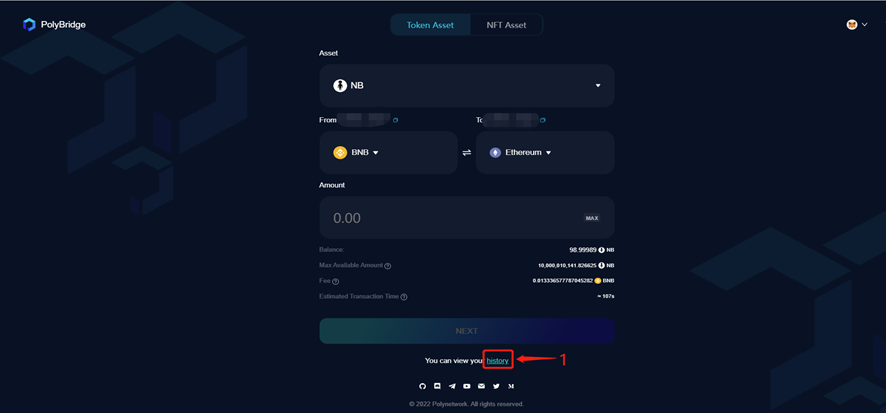 PolyBridge
Token Asset NFT Asset
Asset
NB
From To
BNB Ethereum
Amount
0.00 MAX
Balance: 98.99989 NB
Max Available Amount 10,000,010,141.826625 NB
Fee 0.013336577787045282 BNB
Estimated Transaction Time ≈ 107s
NEXT
You can view you history 1
© 2022 Polynetwork. All rights reserved.